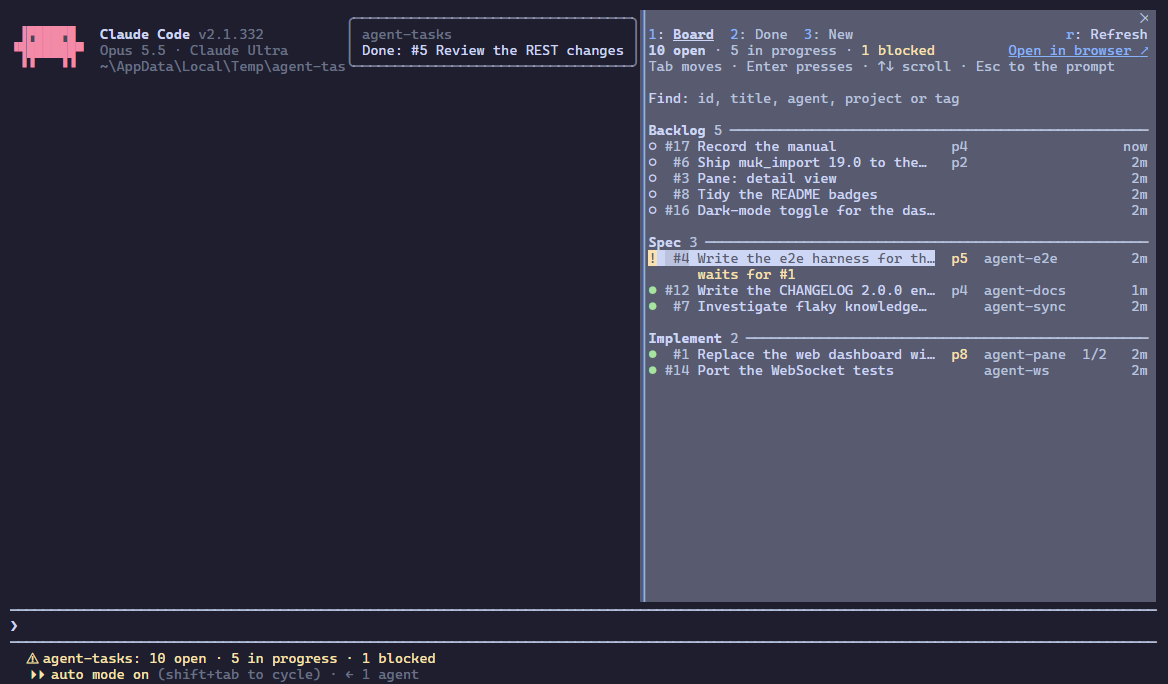 Claude Code v2.1.332
Opus 5.5 · Claude Ultra
~\AppData\Local\Temp\agent-tas
agent-tasks
Done: #5 Review the REST changes
×
1: Board 2: Done 3: New r: Refresh
10 open · 5 in progress · 1 blocked Open in browser ↗
Tab moves · Enter presses · ↑↓ scroll · Esc to the prompt
Find: id, title, agent, project or tag
Backlog 5
○ #17 Record the manual p4 now
○ #6 Ship muk_import 19.0 to the… p2 2m
○ #3 Pane: detail view 2m
○ #8 Tidy the README badges 2m
○ #16 Dark-mode toggle for the das… 2m
Spec 3
! #4 Write the e2e harness for th… p5 agent-e2e 2m
waits for #1
● #12 Write the CHANGELOG 2.0.0 en… p4 agent-docs 1m
● #7 Investigate flaky knowledge… agent-sync 2m
Implement 2
● #1 Replace the web dashboard wi… p8 agent-pane 1/2 2m
● #14 Port the WebSocket tests agent-ws 2m
❯
⚠ agent-tasks: 10 open · 5 in progress · 1 blocked
⏵⏵ auto mode on (shift+tab to cycle) · ← 1 agent